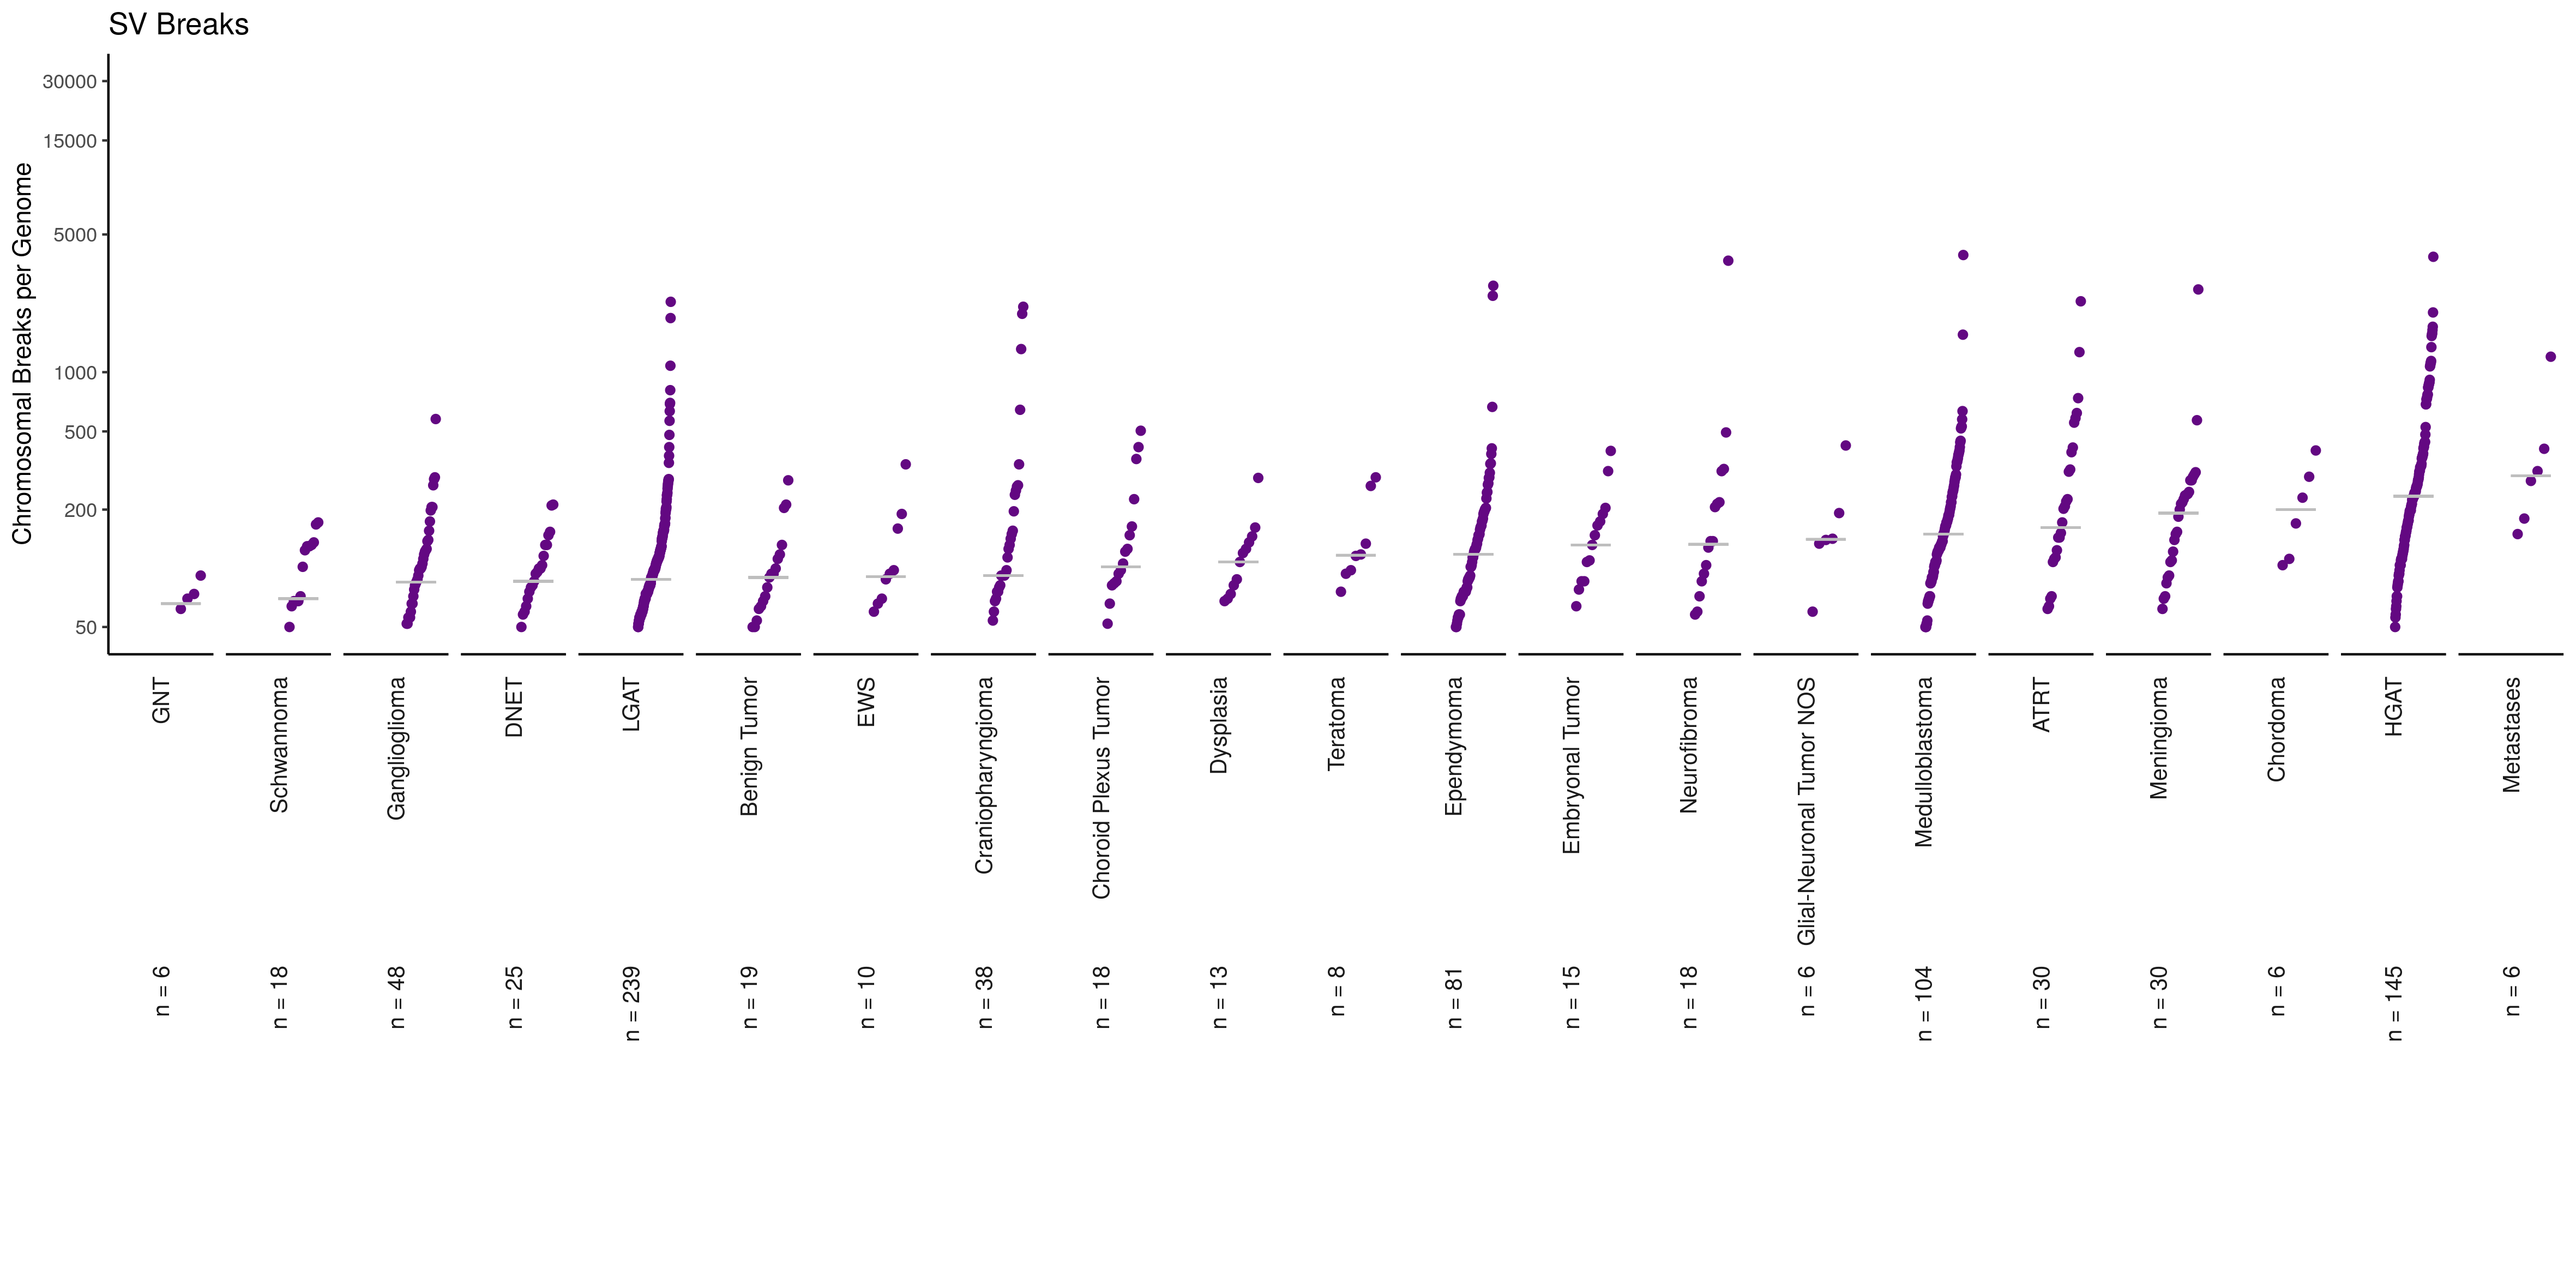 SV Breaks
Chromosomal Breaks per Genome
30000
15000
5000
1000
500
200
50
GNT
Schwannoma
Ganglioglioma
DNET
LGAT
Benign Tumor
EWS
Craniopharyngioma
Choroid Plexus Tumor
Dysplasia
Teratoma
Ependymoma
Embryonal Tumor
Neurofibroma
Glial-Neuronal Tumor NOS
Medulloblastoma
ATRT
Meningioma
Chordoma
HGAT
Metastases
n = 6
n = 18
n = 48
n = 25
n = 239
n = 19
n = 10
n = 38
n = 18
n = 13
n = 8
n = 81
n = 15
n = 18
n = 6
n = 104
n = 30
n = 30
n = 6
n = 145
n = 6